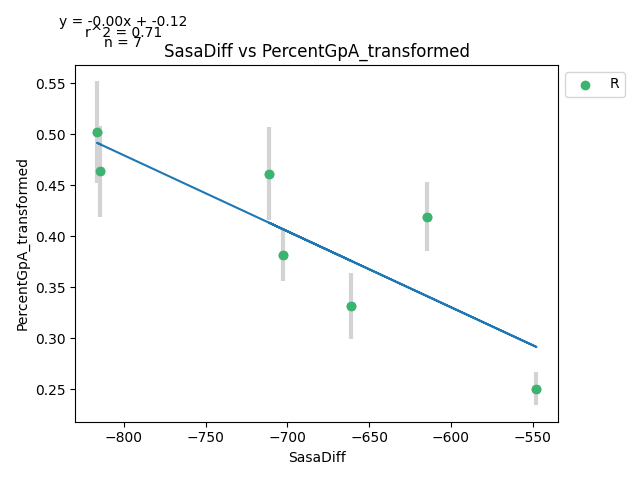 y = -0.00x + -0.12
r^2 = 0.71
n = 7
SasaDiff vs PercentGpA_transformed
R
0.55
0.50
0.45
0.40
0.35
0.30
0.25
PercentGpA_transformed
−800
−750
−700
−650
−600
−550
SasaDiff